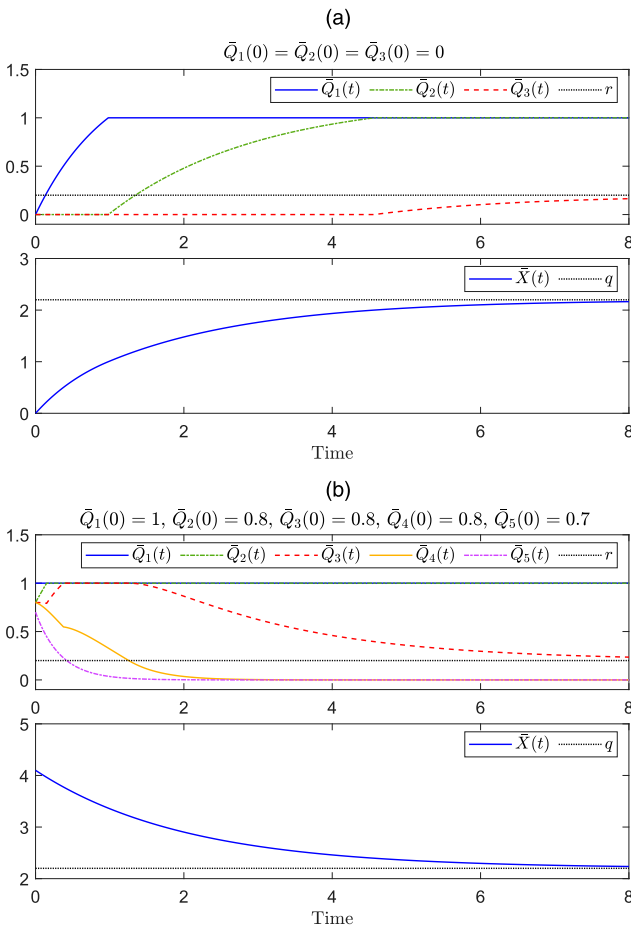 (a)
Q̄₁(0) = Q̄₂(0) = Q̄₃(0) = 0
1.5
Q̄₁(t) Q̄₂(t) Q̄₃(t) r
1
0.5
0
0 2 4 6 8
3
X̄(t) q
2
1
0
0 2 4 6 8
Time
(b)
Q̄₁(0) = 1, Q̄₂(0) = 0.8, Q̄₃(0) = 0.8, Q̄₄(0) = 0.8, Q̄₅(0) = 0.7
1.5
Q̄₁(t) Q̄₂(t) Q̄₃(t) Q̄₄(t) Q̄₅(t) r
1
0.5
0
0 2 4 6 8
5
X̄(t) q
4
3
2
0 2 4 6 8
Time